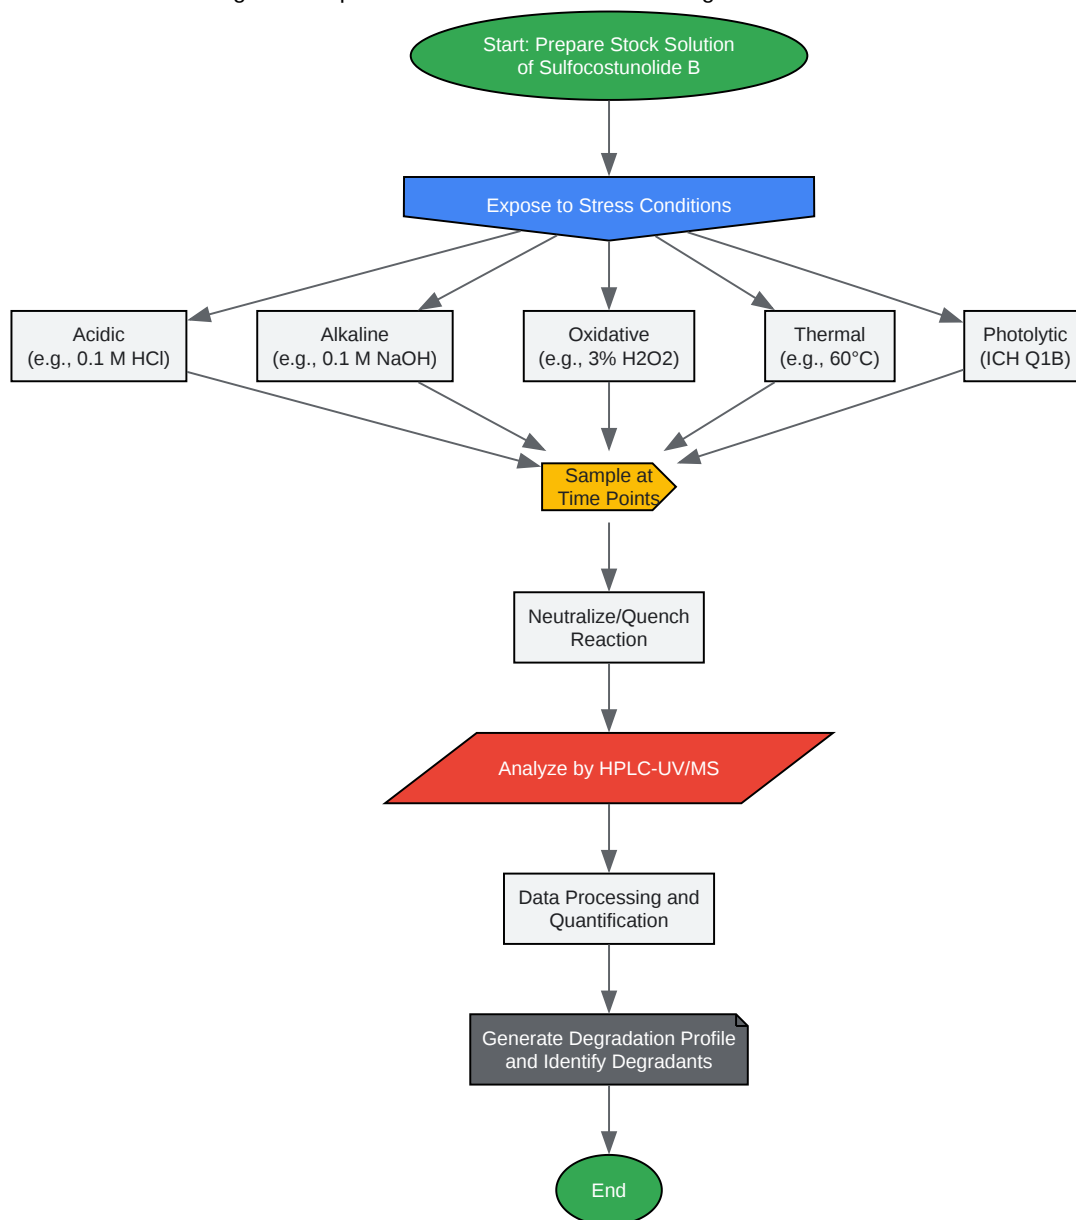 Start: Prepare Stock Solution
of Sulfocostunolide B
Expose to Stress Conditions
Acidic
(e.g., 0.1 M HCl)
Alkaline
(e.g., 0.1 M NaOH)
Oxidative
(e.g., 3% H2O2)
Thermal
(e.g., 60°C)
Photolytic
(ICH Q1B)
Sample at
Time Points
Neutralize/Quench
Reaction
Analyze by HPLC-UV/MS
Data Processing and
Quantification
Generate Degradation Profile
and Identify Degradants
End